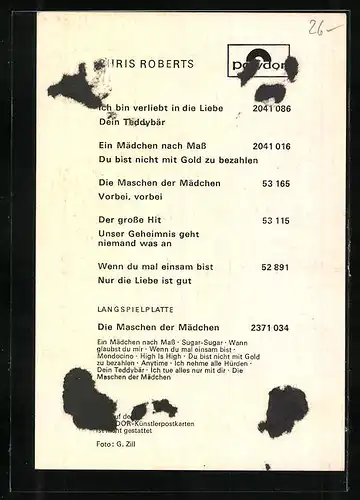 26-
HRIS ROBERTS
polydor
Ich bin verliebt in die Liebe 2041 086
Dein Teddybär
Ein Mädchen nach Maß 2041 016
Du bist nicht mit Gold zu bezahlen
Die Maschen der Mädchen 53 165
Vorbei, vorbei
Der große Hit 53 115
Unser Geheimnis geht
niemand was an
Wenn du mal einsam bist 52 891
Nur die Liebe ist gut
LANGSPIELPLATTE
Die Maschen der Mädchen 2371 034
Ein Mädchen nach Maß · Sugar-Sugar · Wann
glaubst du mir · Wenn du mal einsam bist ·
Mendocino · High Is High · Du bist nicht mit Gold
zu bezahlen · Anytime · Ich nehme alle Hürden ·
Dein Teddybär · Ich tue alles nur mit dir · Die
Maschen der Mädchen
auf de
DOR-Künstlerpostkarten
ist nicht gestattet
Foto: G. Zill